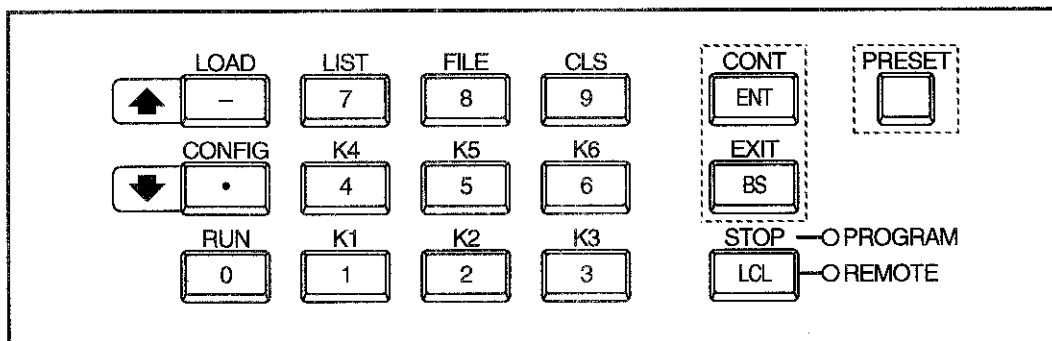 LOAD LIST FILE CLS CONT PRESET
– 7 8 9 ENT
CONFIG K4 K5 K6 EXIT
• 4 5 6 BS
RUN K1 K2 K3 STOP PROGRAM
0 1 2 3 LCL REMOTE